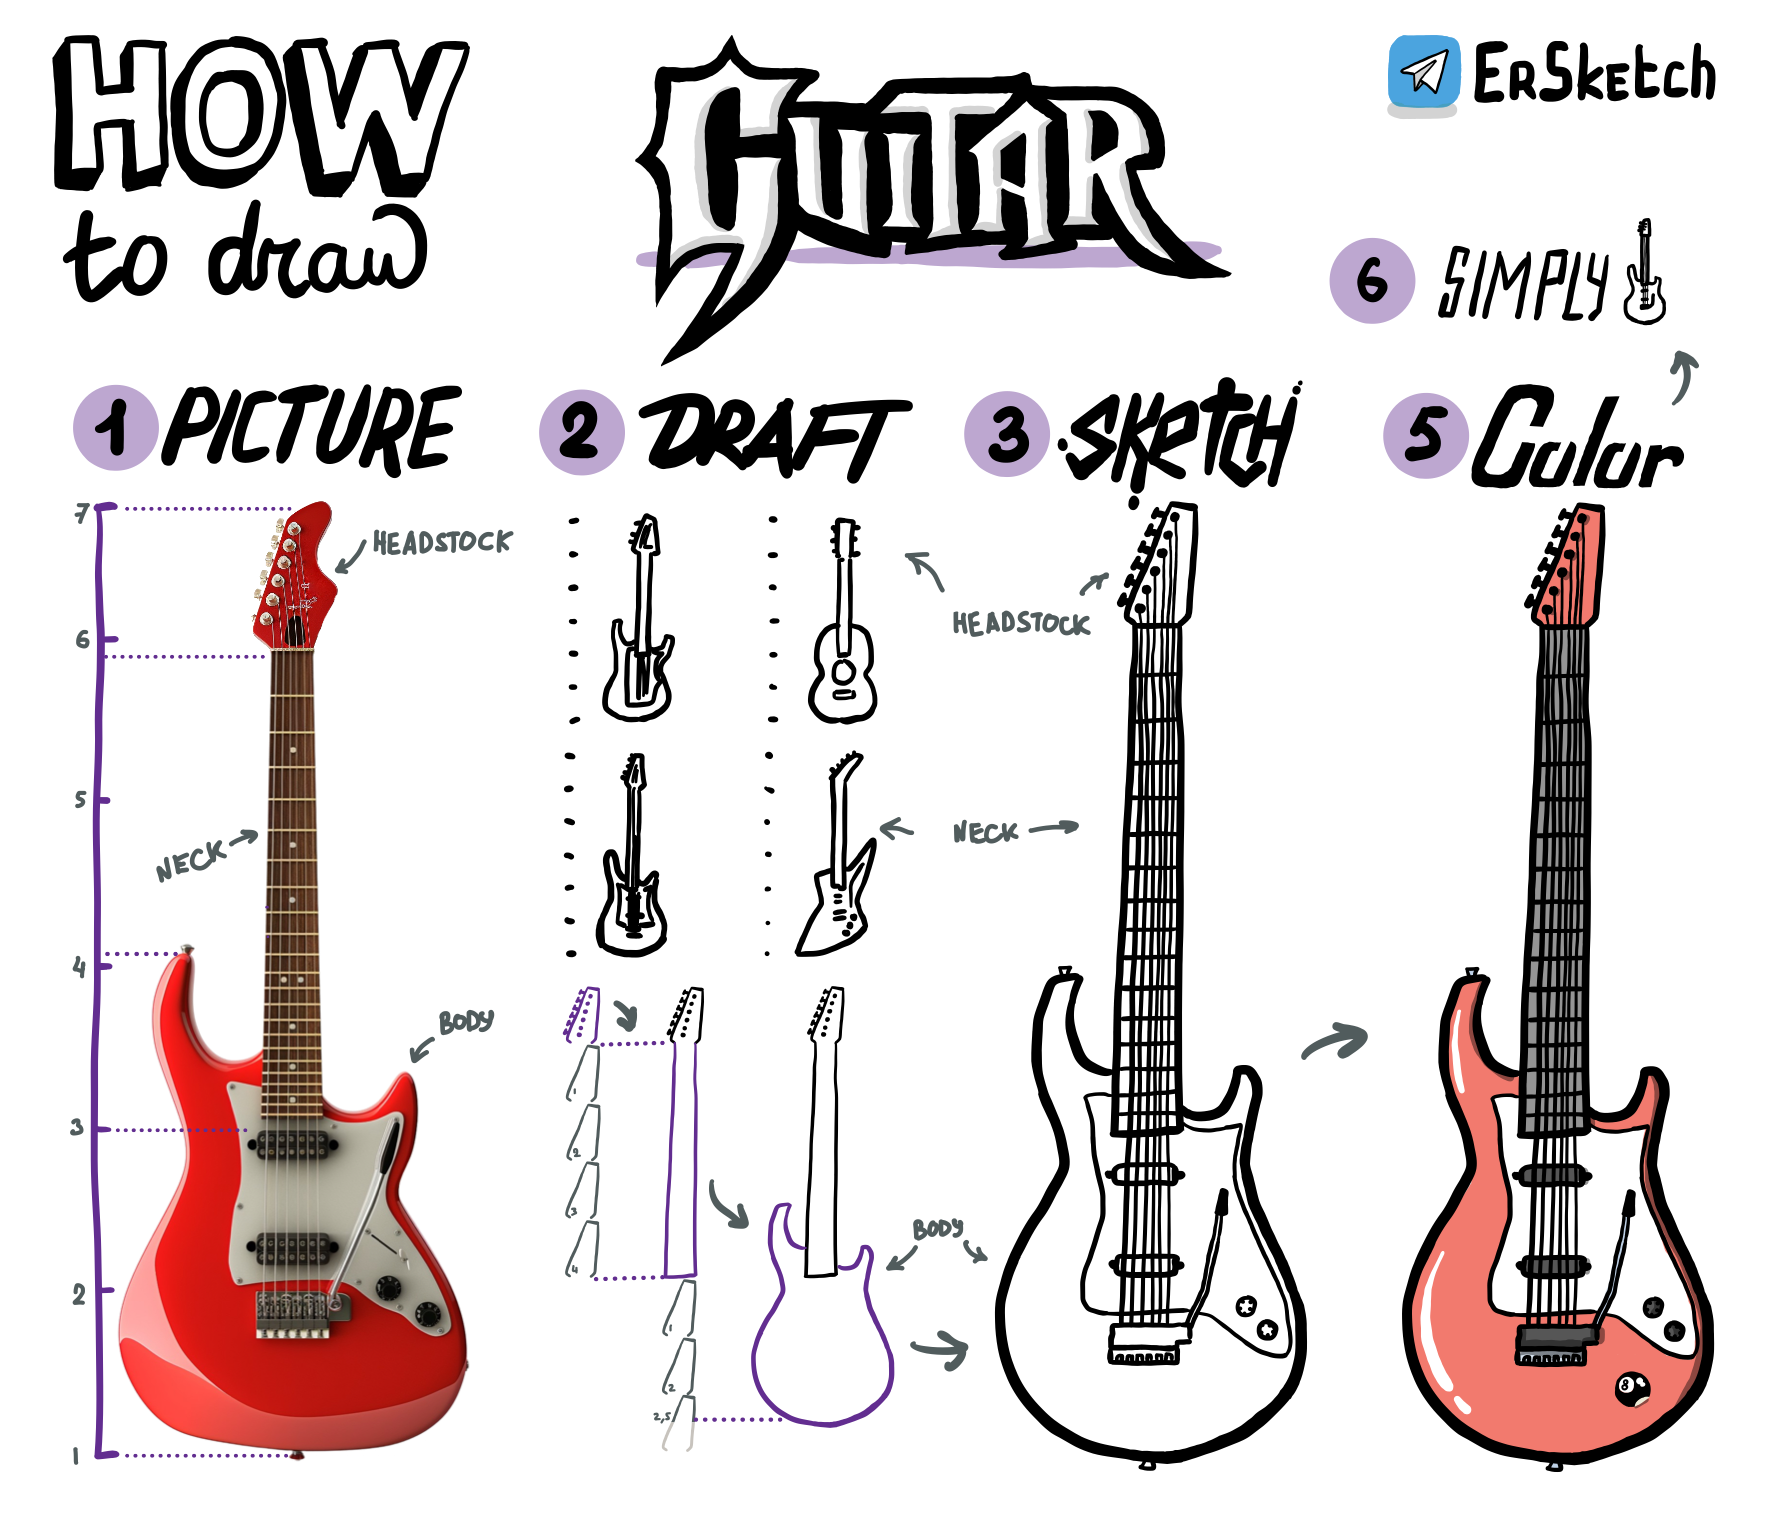 HOW
to draw
GUITAR
ERSketch
6 SIMPLY
1 PICTURE
2 DRAFT
3 SKetcH
5 Color
7
6
5
4
3
2
1
HEADSTOCK
NECK
BODY
HEADSTOCK
NECK
BODY
1
2
3
4
1
2
2,5
8